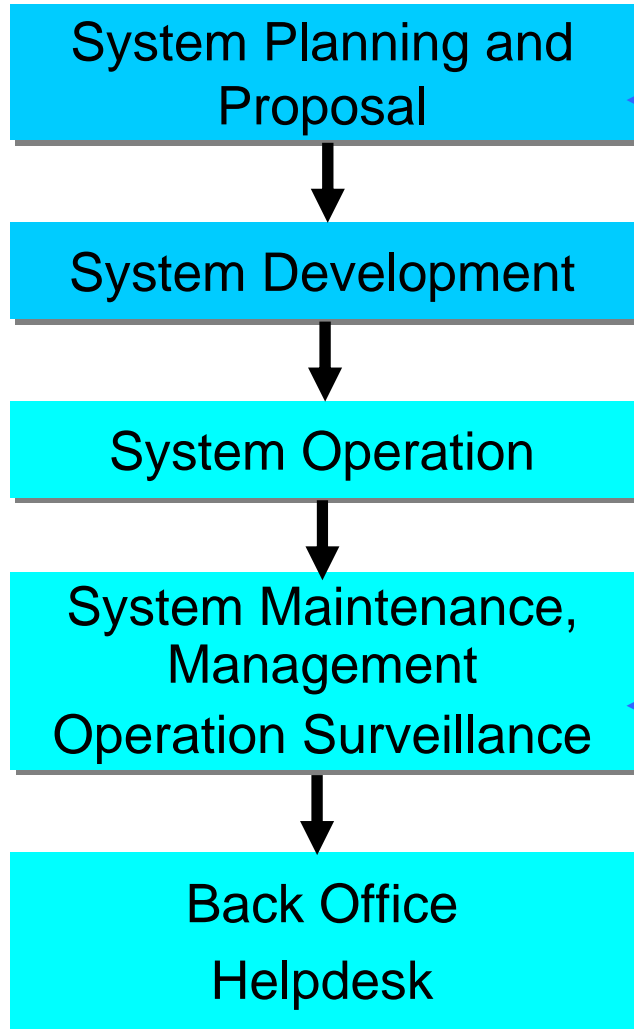 System Planning and
Proposal
System Development
System Operation
System Maintenance,
Management
Operation Surveillance
Back Office
Helpdesk